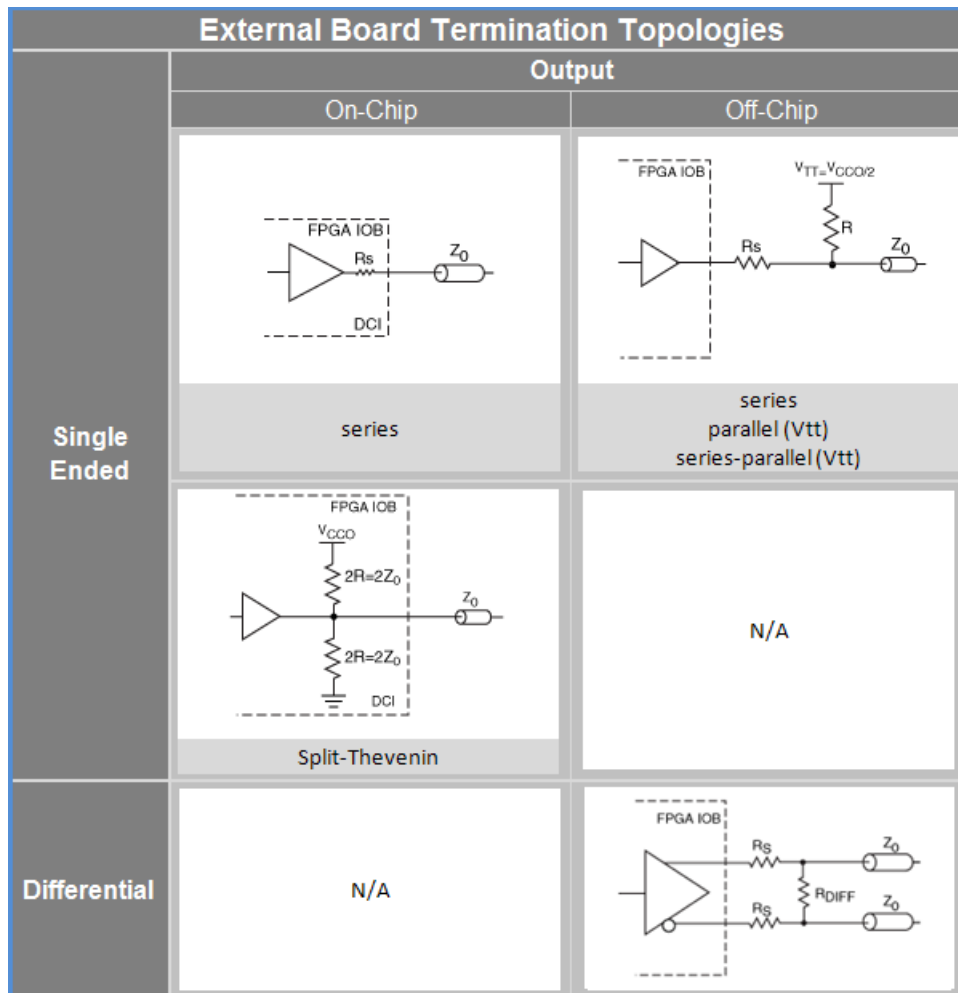 External Board Termination Topologies
Output
On-Chip
Off-Chip
Single
Ended
FPGA IOB
Rs
Z0
DCI
series
FPGA IOB
VTT=VCCO/2
R
Rs
Z0
series
parallel (Vtt)
series-parallel (Vtt)
FPGA IOB
VCCO
2R=2Z0
Z0
2R=2Z0
DCI
Split-Thevenin
N/A
Differential
N/A
FPGA IOB
RS
Z0
RDIFF
RS
Z0